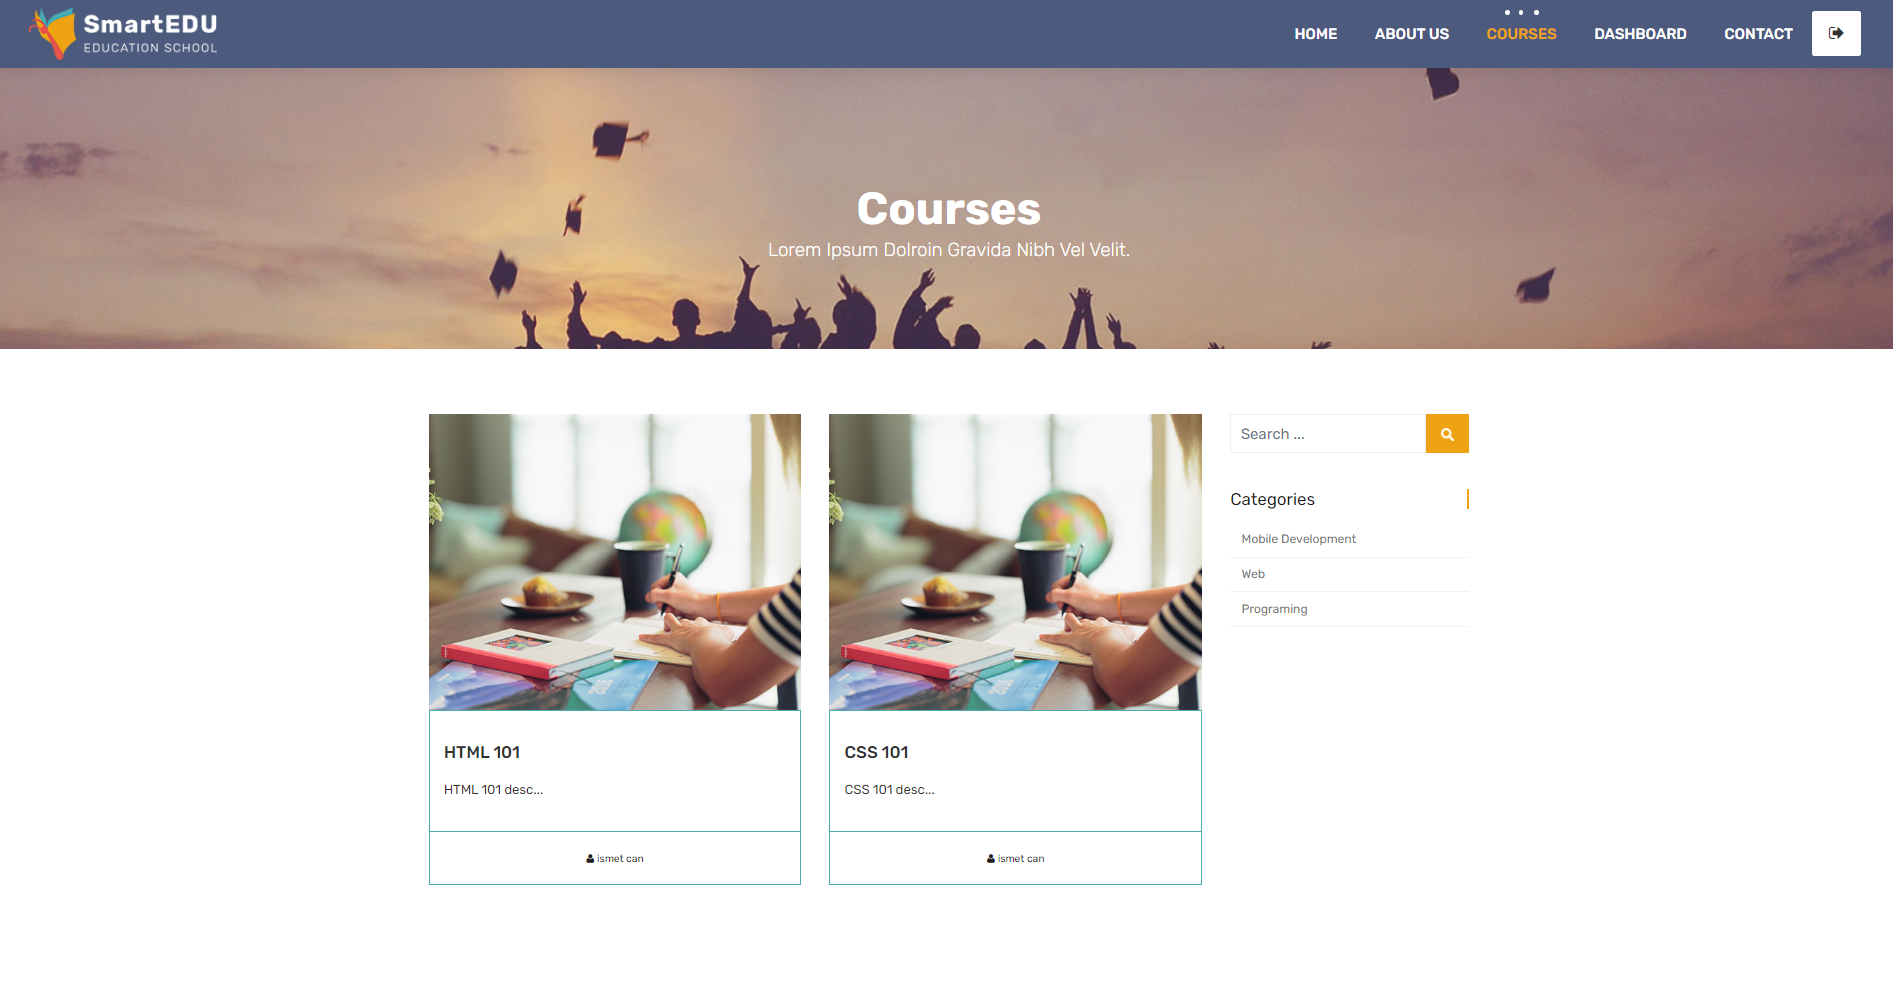 SmartEDU
EDUCATION SCHOOL
HOME
ABOUT US
COURSES
DASHBOARD
CONTACT
Courses
Lorem Ipsum Dolroin Gravida Nibh Vel Velit.
HTML 101
HTML 101 desc...
ismet can
CSS 101
CSS 101 desc...
ismet can
Search ...
Categories
Mobile Development
Web
Programing